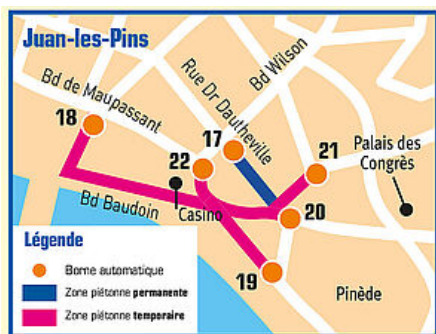 Juan-les-Pins
Bd de Maupassant
Rue Dr Dautheville
Bd Wilson
18
17
22
21
Palais des
Congrès
Bd Baudoin
Casino
20
19
Pinède
Légende
Borne automatique
Zone piétonne permanente
Zone piétonne temporaire